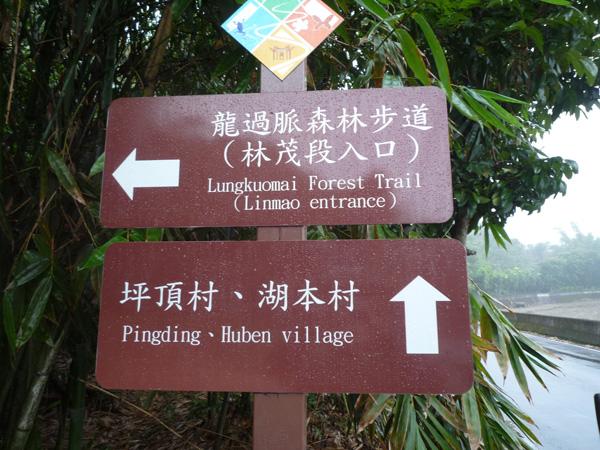 龍過脈森林步道
（林茂段入口）
Lungkuomai Forest Trail
（Linmao entrance）
坪頂村、湖本村
Pingding、Huben village